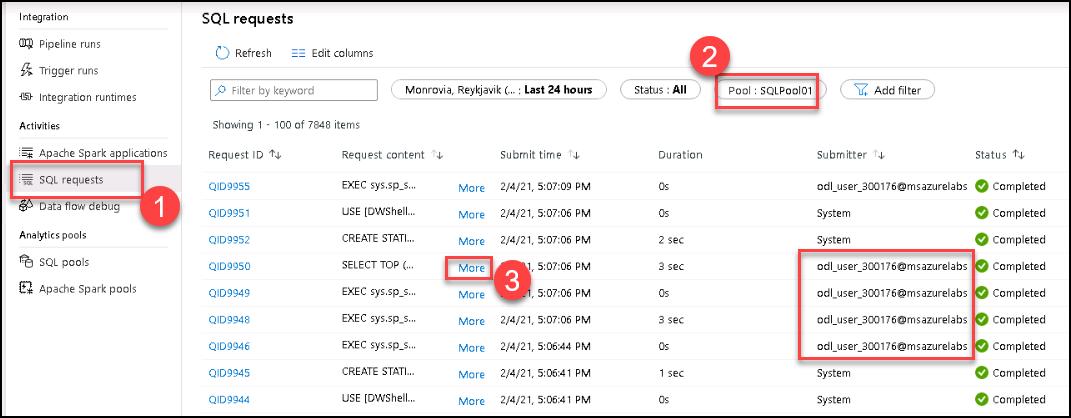 Integration
Pipeline runs
Trigger runs
Integration runtimes
Activities
Apache Spark applications
SQL requests
1
Data flow debug
Analytics pools
SQL pools
Apache Spark pools
SQL requests
Refresh Edit columns
2
Filter by keyword Monrovia, Reykjavik (... : Last 24 hours Status : All Pool : SQLPool01 Add filter
Showing 1 - 100 of 7848 items
Request ID Request content Submit time Duration Submitter Status
QID9955 EXEC sys.sp_s... More 2/4/21, 5:07:09 PM 0s odl_user_300176@msazurelabs Completed
QID9951 USE [DWShell... More 2/4/21, 5:07:06 PM 0s System Completed
QID9952 CREATE STATI... More 2/4/21, 5:07:06 PM 2 sec System Completed
QID9950 SELECT TOP (... More 3 2/4/21, 5:07:06 PM 3 sec odl_user_300176@msazurelabs Completed
QID9949 EXEC sys.sp_s... More 2/4/21, 5:07:06 PM 0s odl_user_300176@msazurelabs Completed
QID9948 EXEC sys.sp_s... More 2/4/21, 5:07:06 PM 3 sec odl_user_300176@msazurelabs Completed
QID9946 EXEC sys.sp_s... More 2/4/21, 5:06:44 PM 0s odl_user_300176@msazurelabs Completed
QID9945 CREATE STATI... More 2/4/21, 5:06:41 PM 1 sec System Completed
QID9944 USE [DWShell... More 2/4/21, 5:06:41 PM 0s System Completed